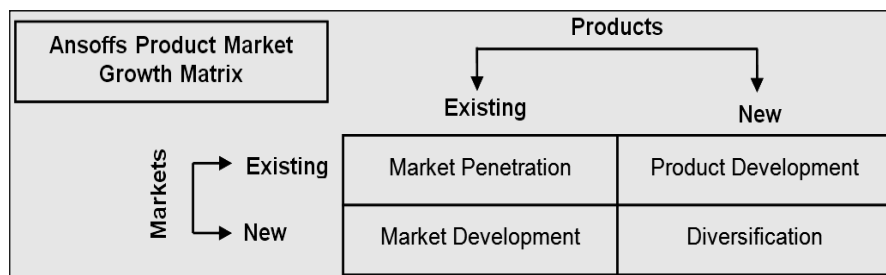 Ansoffs Product Market
Growth Matrix
Products
Existing
New
Markets
Existing
Market Penetration
Product Development
New
Market Development
Diversification